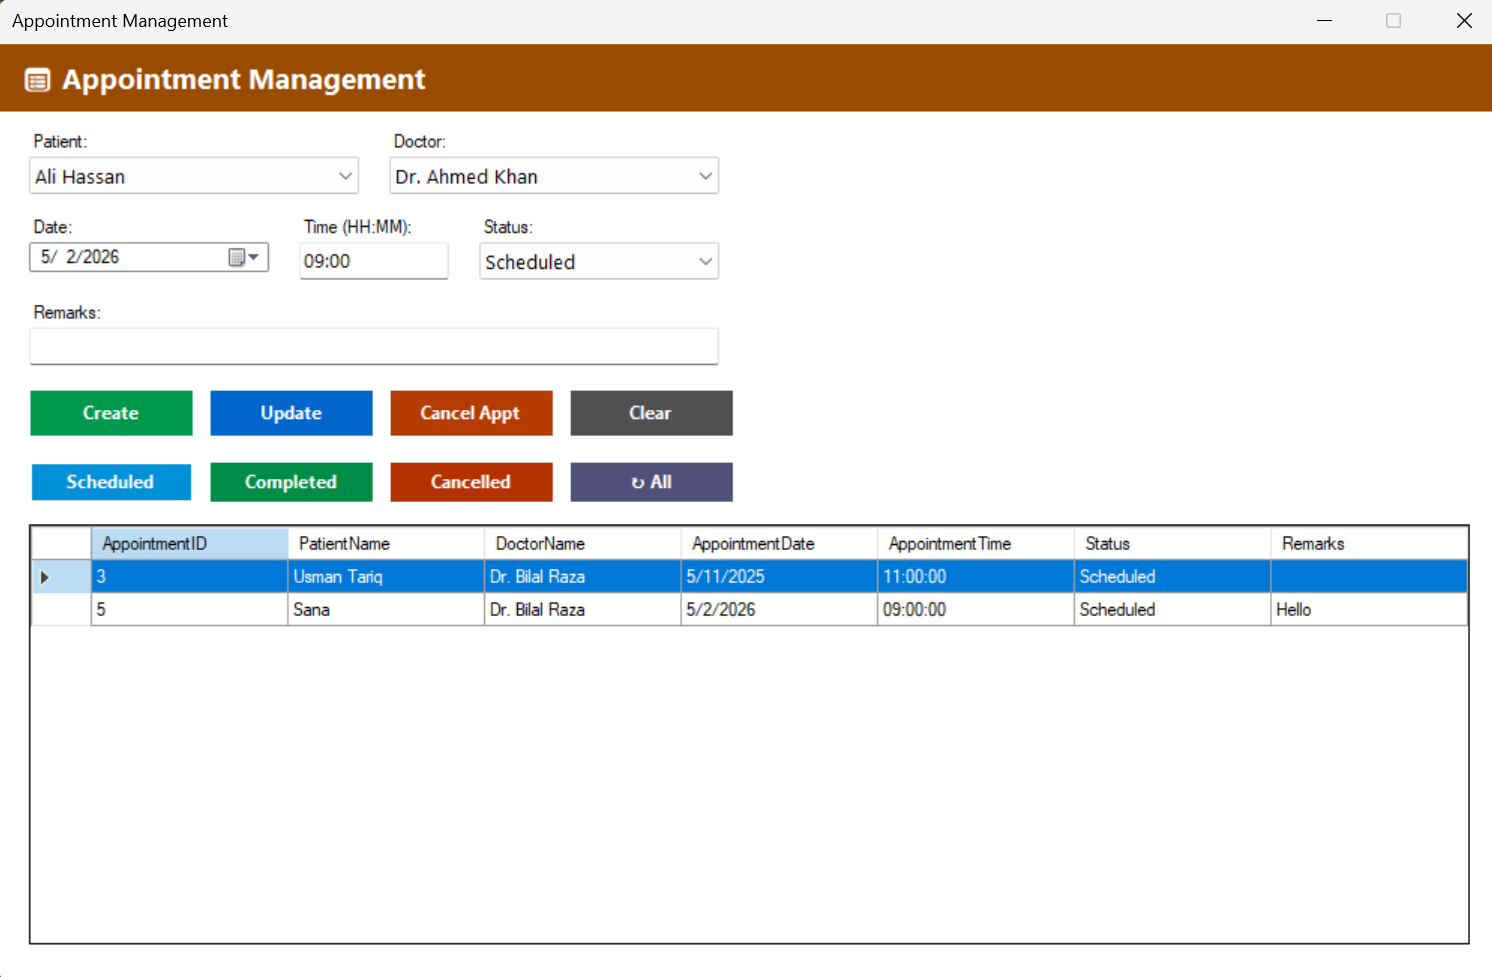 Appointment Management
Appointment Management
Patient: Doctor:
Ali Hassan Dr. Ahmed Khan
Date: Time (HH:MM): Status:
5/ 2/2026 09:00 Scheduled
Remarks:
Create Update Cancel Appt Clear
Scheduled Completed Cancelled ↻ All
AppointmentID PatientName DoctorName AppointmentDate AppointmentTime Status Remarks
3 Usman Tariq Dr. Bilal Raza 5/11/2025 11:00:00 Scheduled
5 Sana Dr. Bilal Raza 5/2/2026 09:00:00 Scheduled Hello